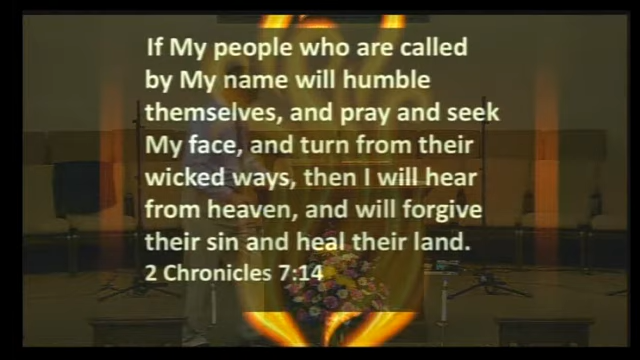 If My people who are called
by My name will humble
themselves, and pray and seek
My face, and turn from their
wicked ways, then I will hear
from heaven, and will forgive
their sin and heal their land.
2 Chronicles 7:14